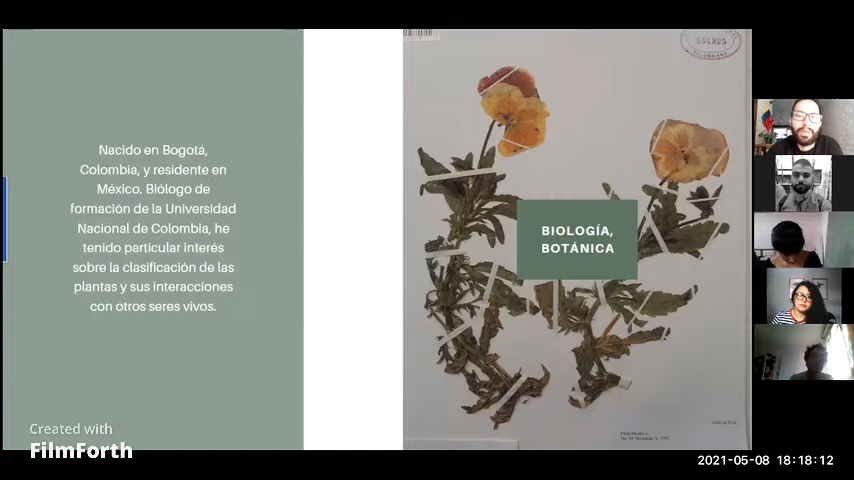 Nacido en Bogotá,
Colombia, y residente en
México. Biólogo de
formación de la Universidad
Nacional de Colombia, he
tenido particular interés
sobre la clasificación de las
plantas y sus interacciones
con otros seres vivos.
BIOLOGÍA,
BOTÁNICA
Created with
FilmForth
2021-05-08 18:18:12